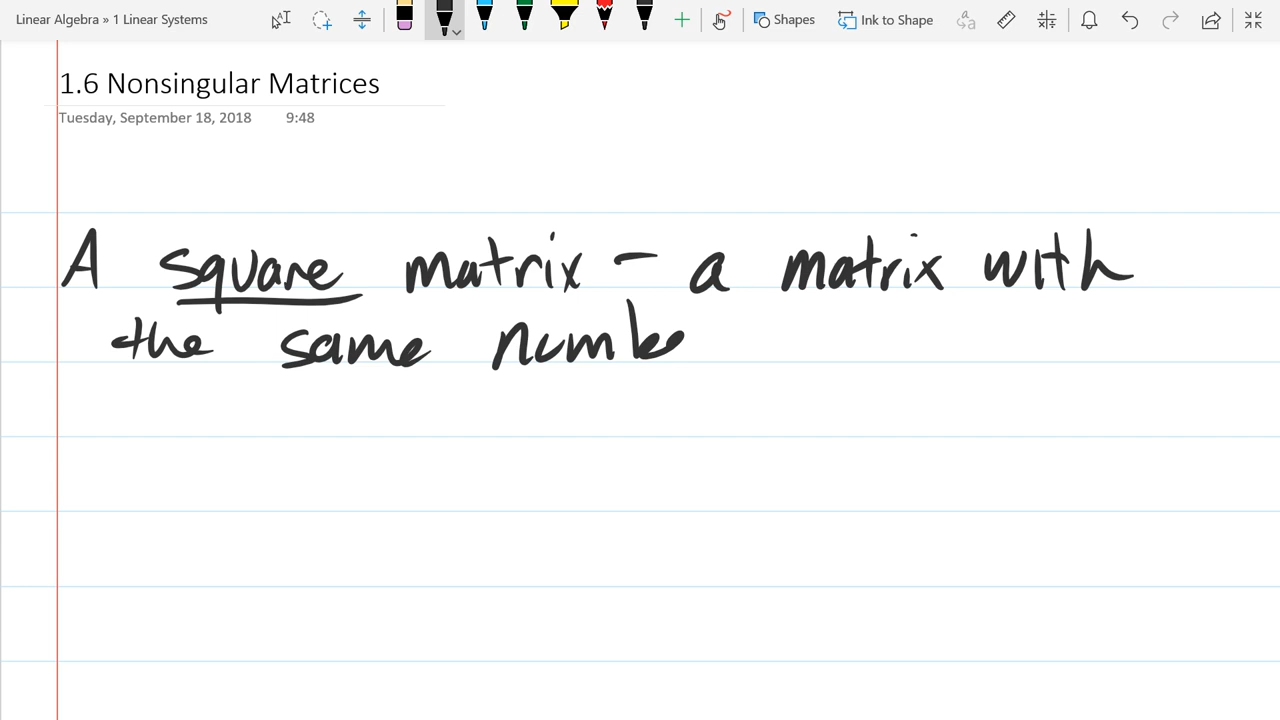 Linear Algebra » 1 Linear Systems
Shapes
Ink to Shape
1.6 Nonsingular Matrices
Tuesday, September 18, 2018 9:48
A square matrix - a matrix with
the same numbe